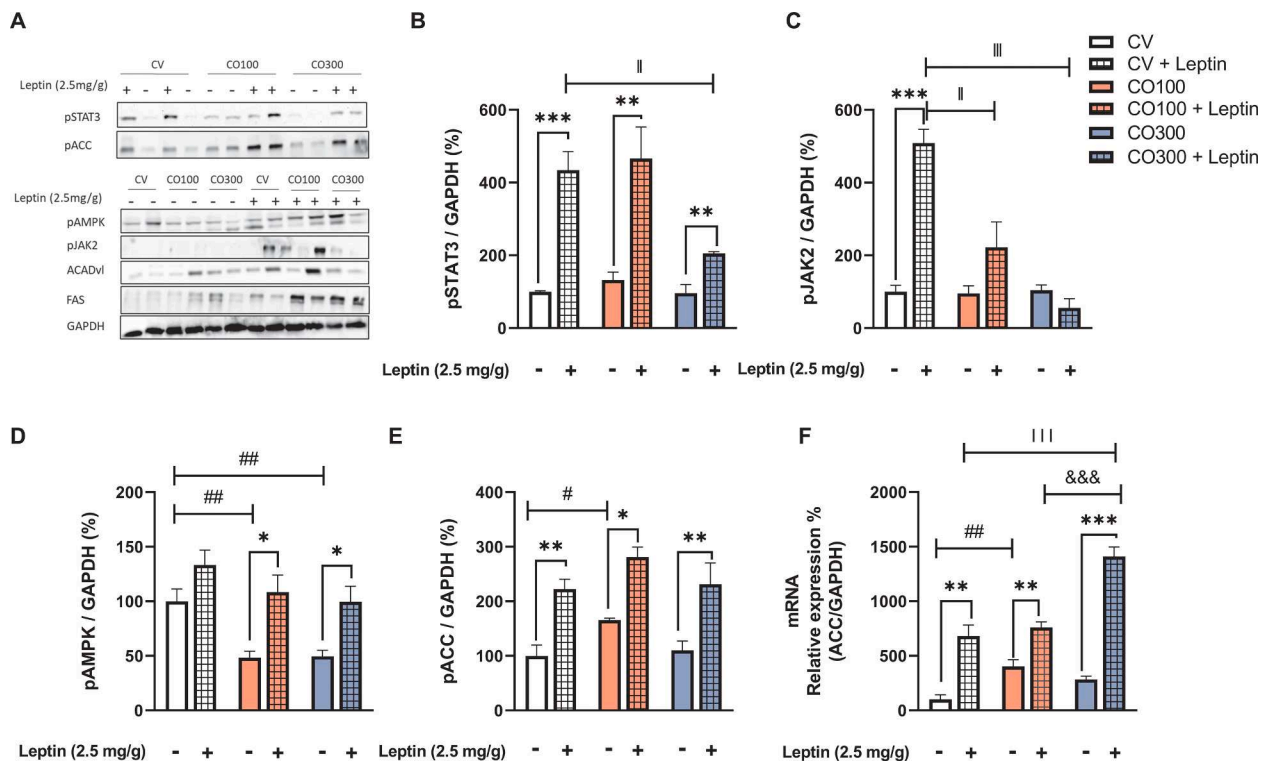 A
CV CO100 CO300
Leptin (2.5mg/g) + - + - - - + + - - + +
pSTAT3
pACC
CV CO100 CO300 CV CO100 CO300
Leptin (2.5mg/g) - - - - - - + + + + + +
pAMPK
pJAK2
ACADvl
FAS
GAPDH
B
pSTAT3 / GAPDH (%)
600
400
200
0
***
**
**
||
Leptin (2.5 mg/g) - + - + - +
C
pJAK2 / GAPDH (%)
600
400
200
0
***
||
|||
Leptin (2.5 mg/g) - + - + - +
CV
CV + Leptin
CO100
CO100 + Leptin
CO300
CO300 + Leptin
D
pAMPK / GAPDH (%)
200
150
100
50
0
##
##
*
*
Leptin (2.5 mg/g) - + - + - +
E
pACC / GAPDH (%)
400
300
200
100
0
#
**
*
**
Leptin (2.5 mg/g) - + - + - +
F
mRNA
Relative expression %
(ACC/GAPDH)
2000
1500
1000
500
0
|||
&&&
##
***
**
**
Leptin (2.5 mg/g) - + - + - +